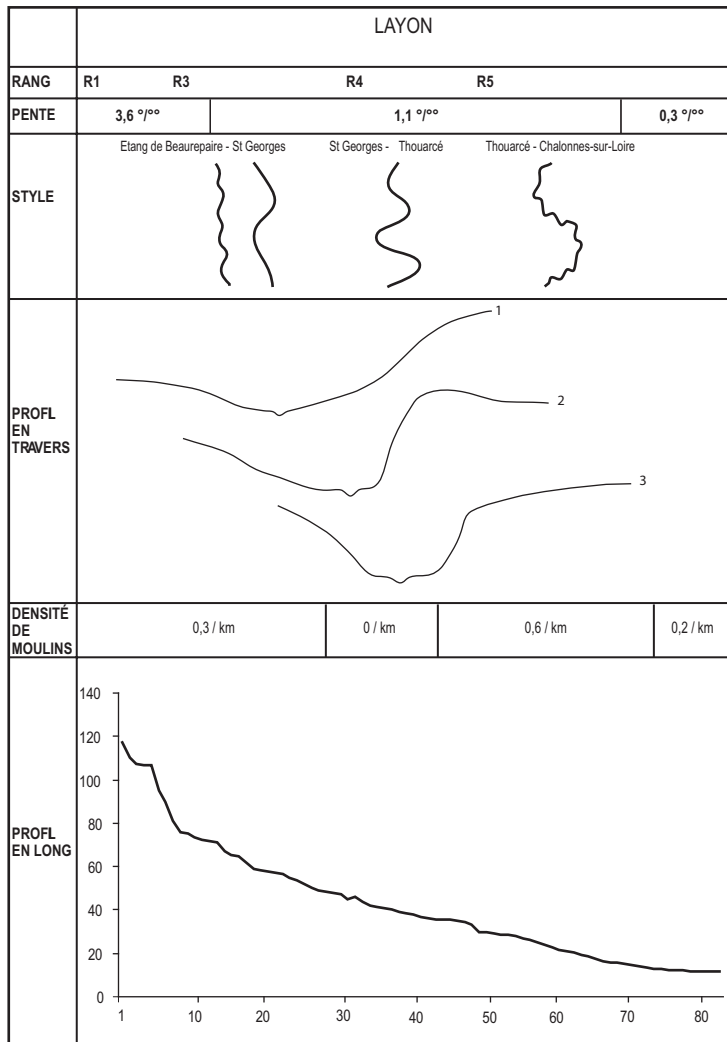 LAYON
RANG R1 R3 R4 R5
PENTE 3,6 °/°° 1,1 °/°° 0,3 °/°°
Etang de Beaurepaire - St Georges St Georges - Thouarcé Thouarcé - Chalonnes-sur-Loire
STYLE
1
PROFL
EN
TRAVERS
2
3
DENSITÉ
DE
MOULINS
0,3 / km 0 / km 0,6 / km 0,2 / km
140
120
100
80
PROFL
EN LONG
60
40
20
0
1 10 20 30 40 50 60 70 80